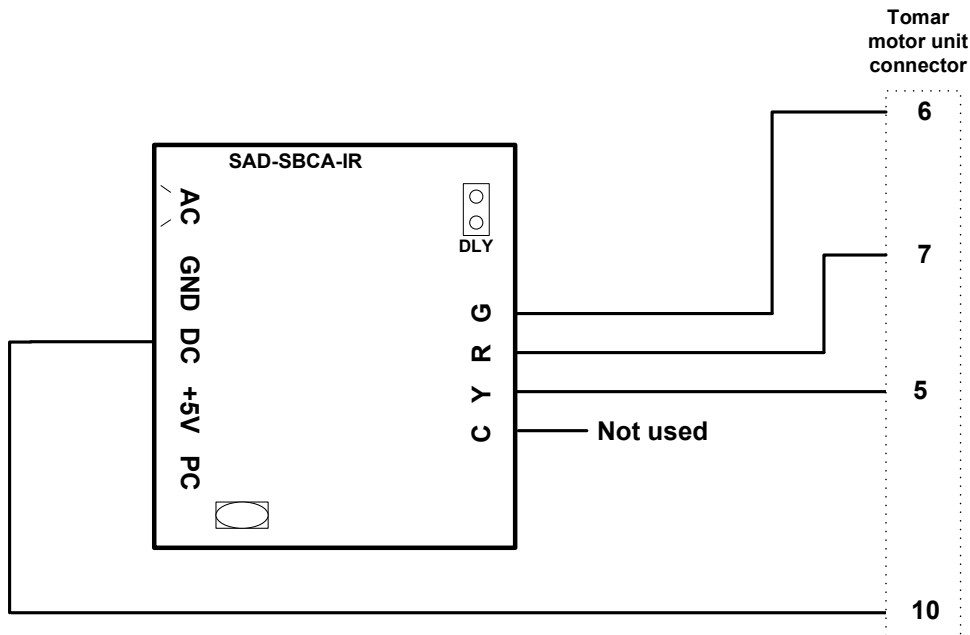 Tomar
motor unit
connector
6
SAD-SBCA-IR
AC
DLY
7
GND
G
DC
R
+5V
Y
5
C
Not used
PC
10